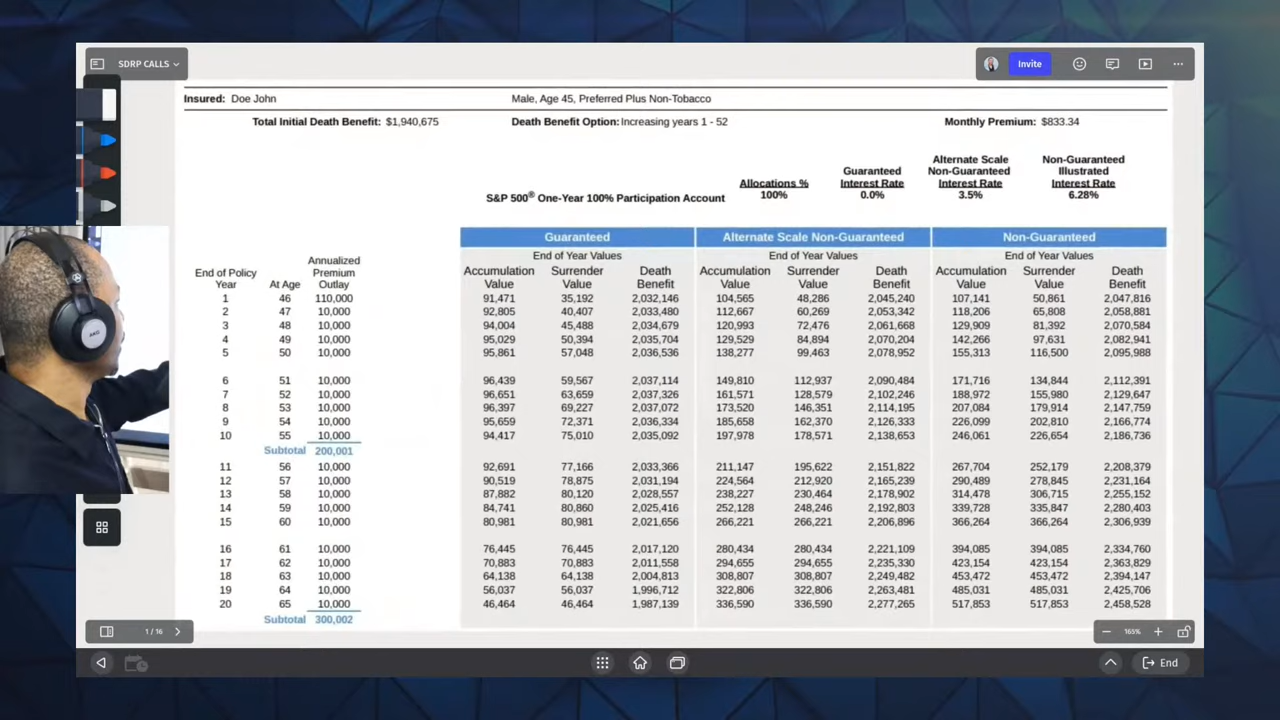 SDRP CALLS
Invite
Insured: Doe John Male, Age 45, Preferred Plus Non-Tobacco
Total Initial Death Benefit: $1,940,675 Death Benefit Option: Increasing years 1 - 52 Monthly Premium: $833.34
Allocations % Guaranteed Interest Rate Alternate Scale Non-Guaranteed Interest Rate Non-Guaranteed Illustrated Interest Rate
S&P 500® One-Year 100% Participation Account 100% 0.0% 3.5% 6.28%
Guaranteed Alternate Scale Non-Guaranteed Non-Guaranteed
End of Year Values End of Year Values End of Year Values
End of Policy Year At Age Annualized Premium Outlay Accumulation Value Surrender Value Death Benefit Accumulation Value Surrender Value Death Benefit Accumulation Value Surrender Value Death Benefit
1 46 110,000 91,471 35,192 2,032,146 104,565 48,286 2,045,240 107,141 50,861 2,047,816
2 47 10,000 92,805 40,407 2,033,480 112,667 60,269 2,053,342 118,206 65,808 2,058,881
3 48 10,000 94,004 45,488 2,034,679 120,993 72,476 2,061,668 129,909 81,392 2,070,584
4 49 10,000 95,029 50,394 2,035,704 129,529 84,894 2,070,204 142,266 97,631 2,082,941
5 50 10,000 95,861 57,048 2,036,536 138,277 99,463 2,078,952 155,313 116,500 2,095,988
6 51 10,000 96,439 59,567 2,037,114 149,810 112,937 2,090,484 171,716 134,844 2,112,391
7 52 10,000 96,651 63,659 2,037,326 161,571 128,579 2,102,246 188,972 155,980 2,129,647
8 53 10,000 96,397 69,227 2,037,072 173,520 146,351 2,114,195 207,084 179,914 2,147,759
9 54 10,000 95,659 72,371 2,036,334 185,658 162,370 2,126,333 226,099 202,810 2,166,774
10 55 10,000 94,417 75,010 2,035,092 197,978 178,571 2,138,653 246,061 226,654 2,186,736
Subtotal 200,001
11 56 10,000 92,691 77,166 2,033,366 211,147 195,622 2,151,822 267,704 252,179 2,208,379
12 57 10,000 90,519 78,875 2,031,194 224,564 212,920 2,165,239 290,489 278,845 2,231,164
13 58 10,000 87,882 80,120 2,028,557 238,227 230,464 2,178,902 314,478 306,715 2,255,152
14 59 10,000 84,741 80,860 2,025,416 252,128 248,246 2,192,803 339,728 335,847 2,280,403
15 60 10,000 80,981 80,981 2,021,656 266,221 266,221 2,206,896 366,264 366,264 2,306,939
16 61 10,000 76,445 76,445 2,017,120 280,434 280,434 2,221,109 394,085 394,085 2,334,760
17 62 10,000 70,883 70,883 2,011,558 294,655 294,655 2,235,330 423,154 423,154 2,363,829
18 63 10,000 64,138 64,138 2,004,813 308,807 308,807 2,249,482 453,472 453,472 2,394,147
19 64 10,000 56,037 56,037 1,996,712 322,806 322,806 2,263,481 485,031 485,031 2,425,706
20 65 10,000 46,464 46,464 1,987,139 336,590 336,590 2,277,265 517,853 517,853 2,458,528
Subtotal 300,002
1 / 16
165%
End